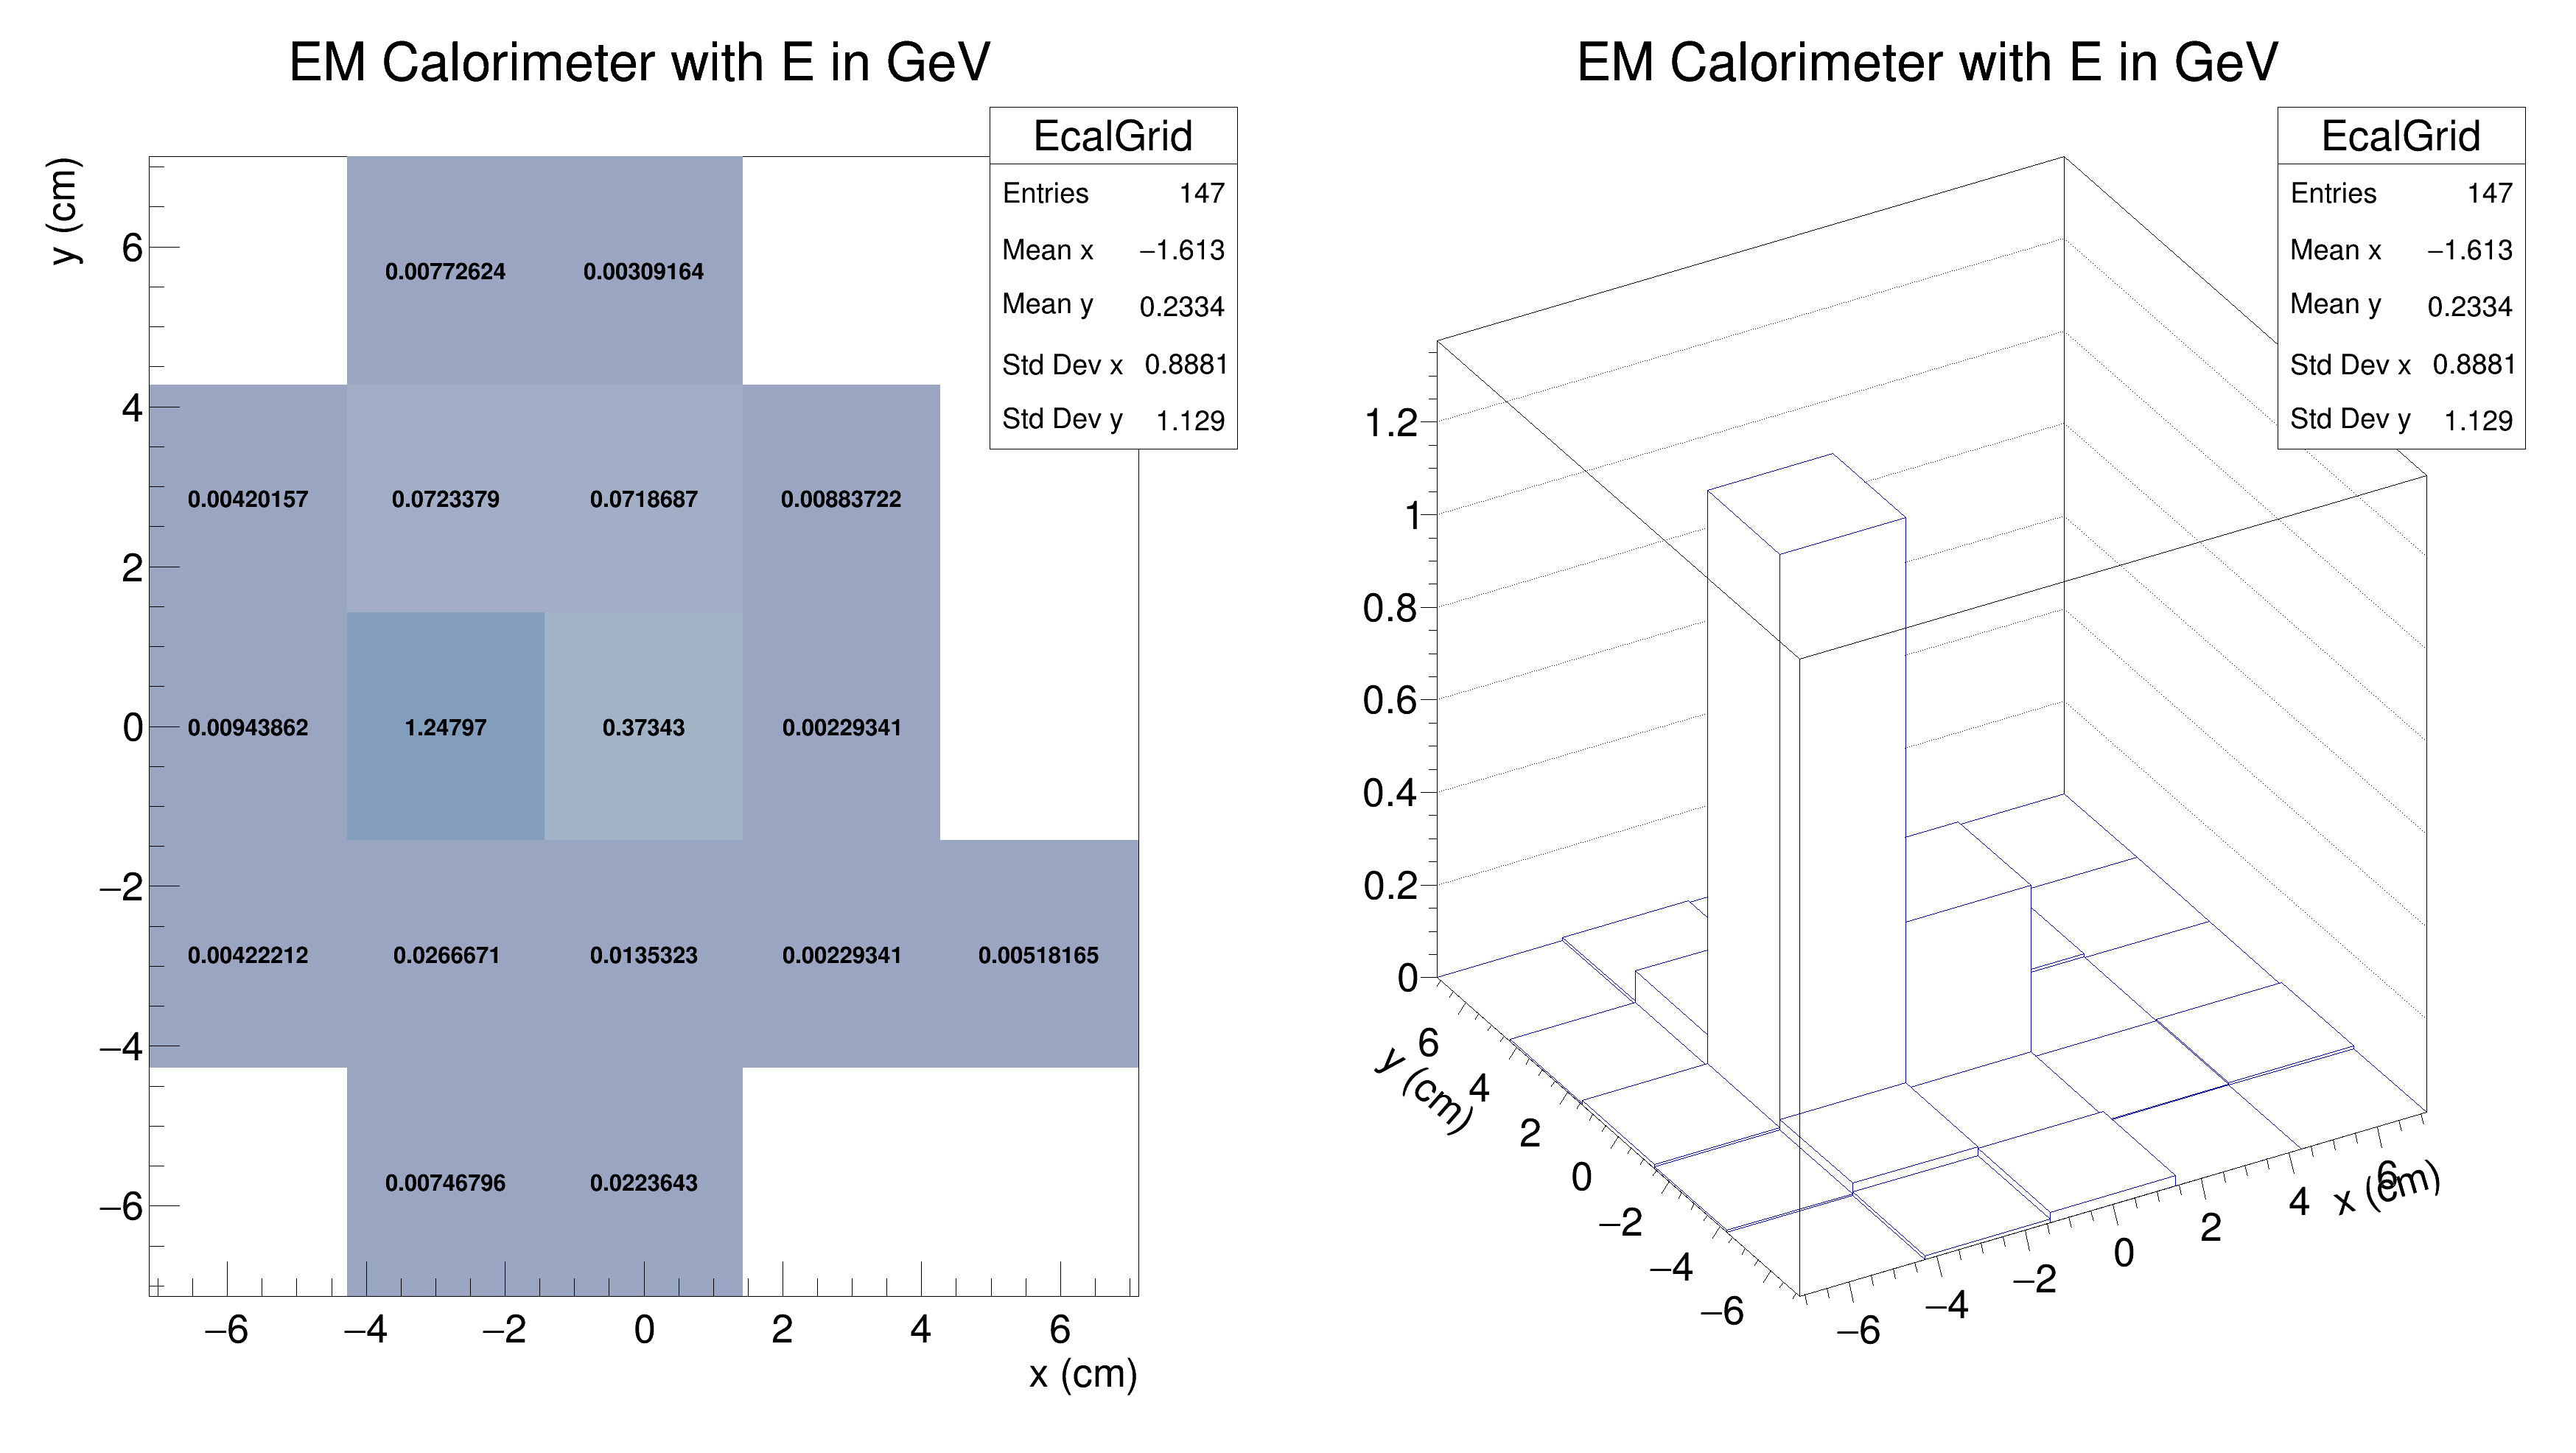 EM Calorimeter with E in GeV
EcalGrid
Entries 147
Mean x −1.613
Mean y 0.2334
Std Dev x 0.8881
Std Dev y 1.129
y (cm)
6
4
2
0
−2
−4
−6
0.00772624 0.00309164
0.00420157 0.0723379 0.0718687 0.00883722
0.00943862 1.24797 0.37343 0.00229341
0.00422212 0.0266671 0.0135323 0.00229341 0.00518165
0.00746796 0.0223643
−6 −4 −2 0 2 4 6
x (cm)
EM Calorimeter with E in GeV
EcalGrid
Entries 147
Mean x −1.613
Mean y 0.2334
Std Dev x 0.8881
Std Dev y 1.129
1.2
1
0.8
0.6
0.4
0.2
0
y (cm)
6
4
2
0
−2
−4
−6
−6 −4 −2 0 2 4 6
x (cm)